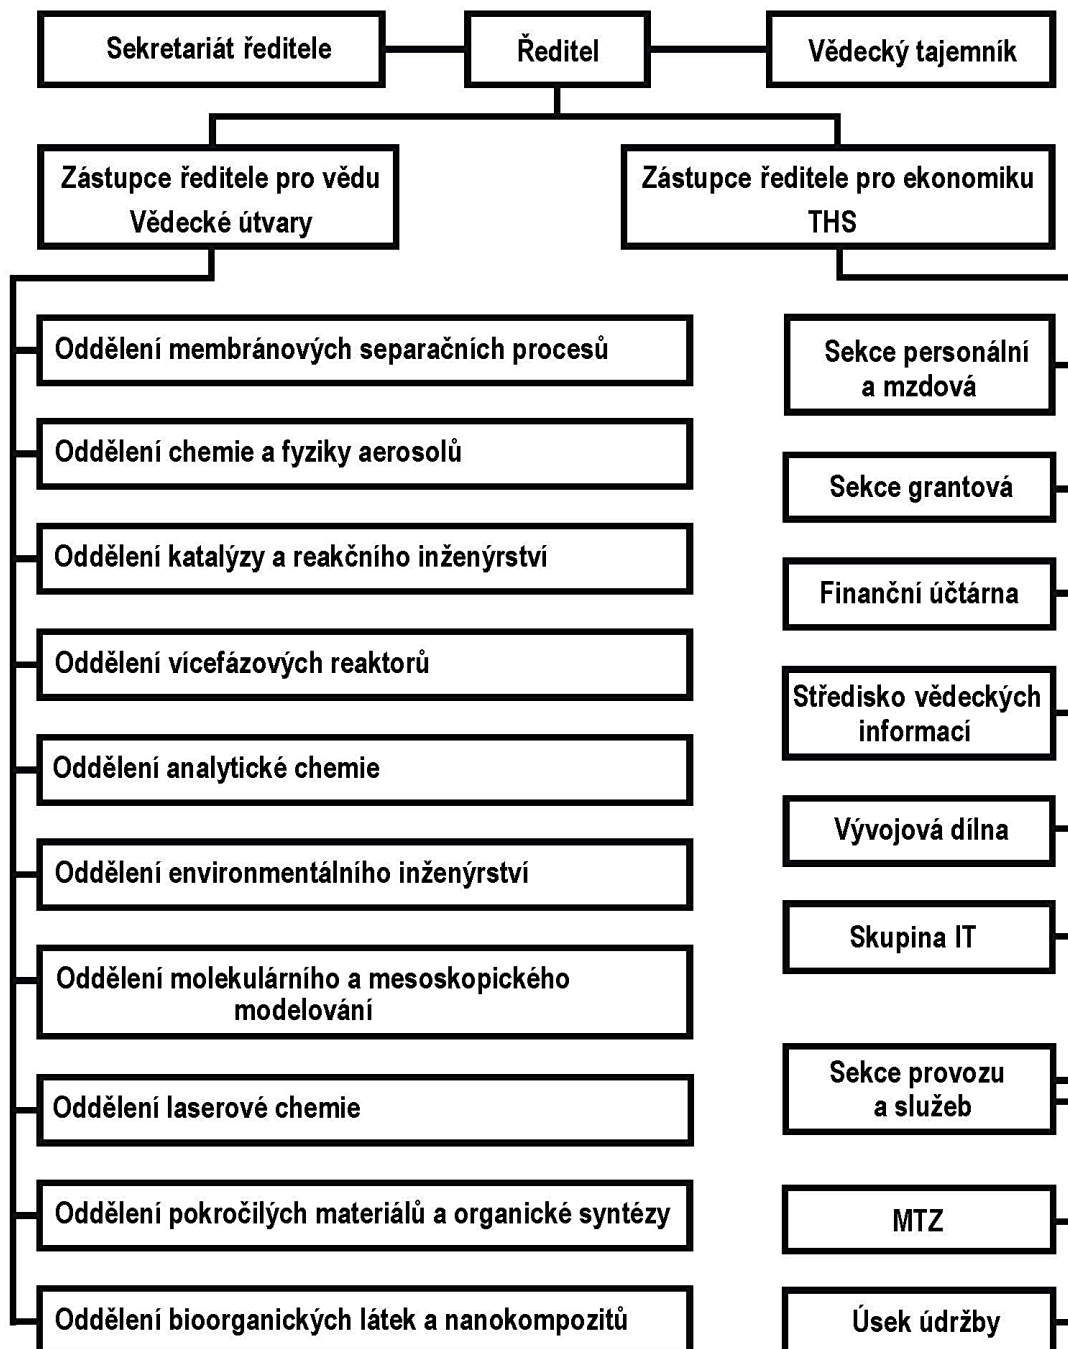 Sekretariát ředitele
Ředitel
Vědecký tajemník
Zástupce ředitele pro vědu
Vědecké útvary
Zástupce ředitele pro ekonomiku
THS
Oddělení membránových separačních procesů
Oddělení chemie a fyziky aerosolů
Oddělení katalýzy a reakčního inženýrství
Oddělení vícefázových reaktorů
Oddělení analytické chemie
Oddělení environmentálního inženýrství
Oddělení molekulárního a mesoskopického
modelování
Oddělení laserové chemie
Oddělení pokročilých materiálů a organické syntézy
Oddělení bioorganických látek a nanokompozitů
Sekce personální
a mzdová
Sekce grantová
Finanční účtárna
Středisko vědeckých
informací
Vývojová dílna
Skupina IT
Sekce provozu
a služeb
MTZ
Úsek údržby